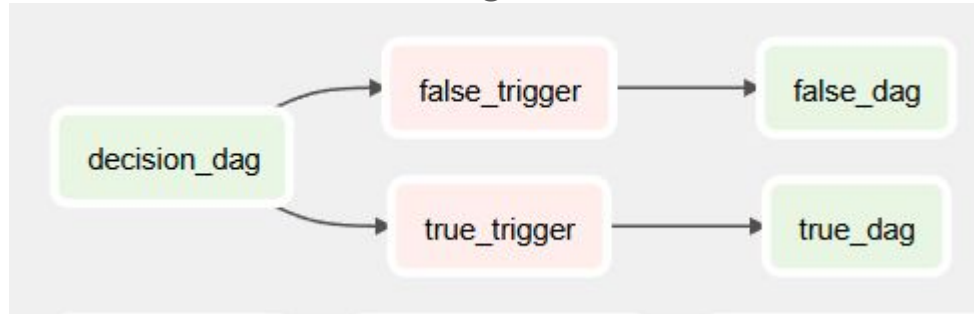 false_trigger
false_dag
decision_dag
true_trigger
true_dag